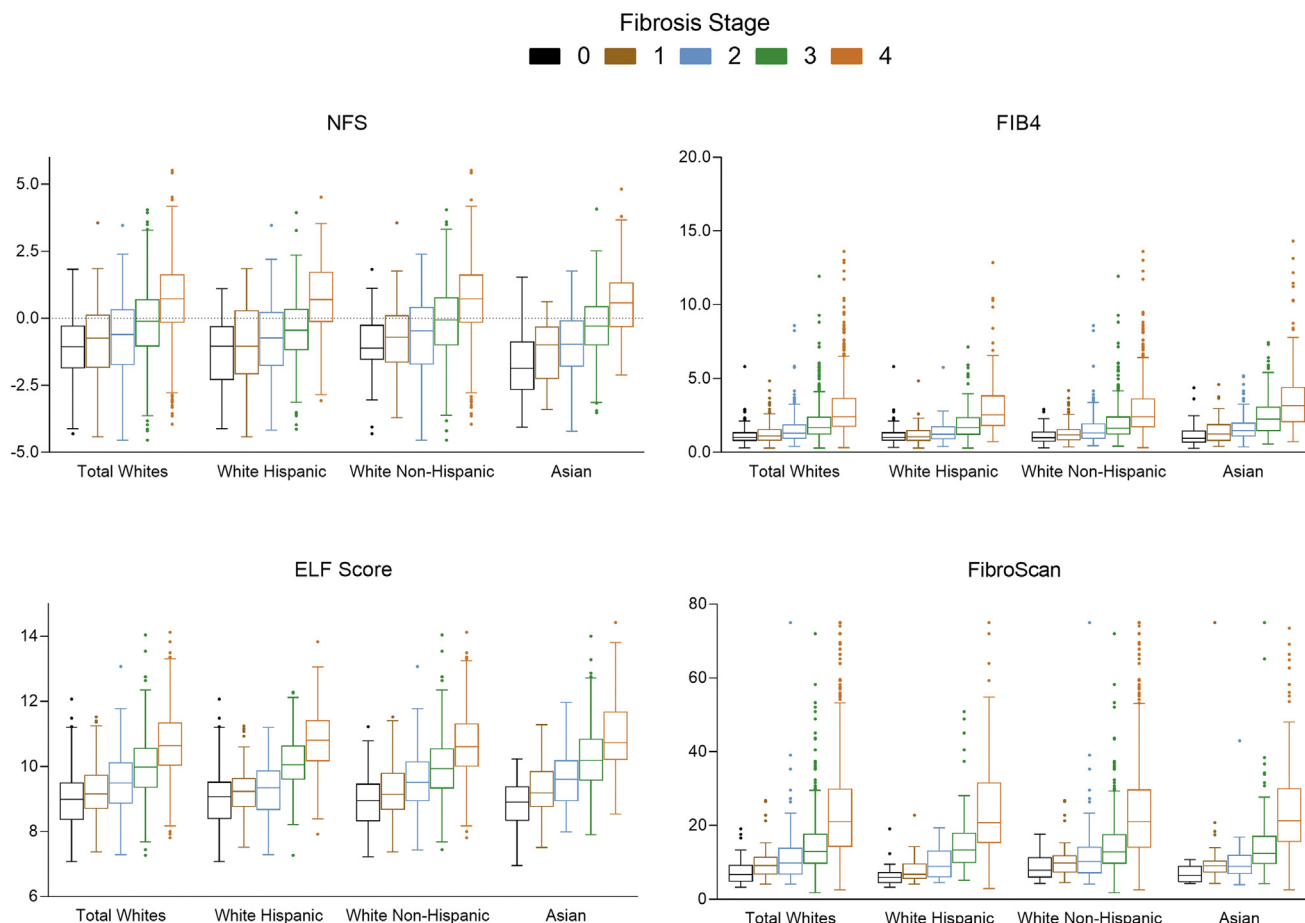 Fibrosis Stage
0 1 2 3 4
NFS
5.0
2.5
0.0
-2.5
-5.0
Total Whites White Hispanic White Non-Hispanic Asian
FIB4
20.0
15.0
10.0
5.0
0.0
Total Whites White Hispanic White Non-Hispanic Asian
ELF Score
14
12
10
8
6
Total Whites White Hispanic White Non-Hispanic Asian
FibroScan
80
60
40
20
0
Total Whites White Hispanic White Non-Hispanic Asian